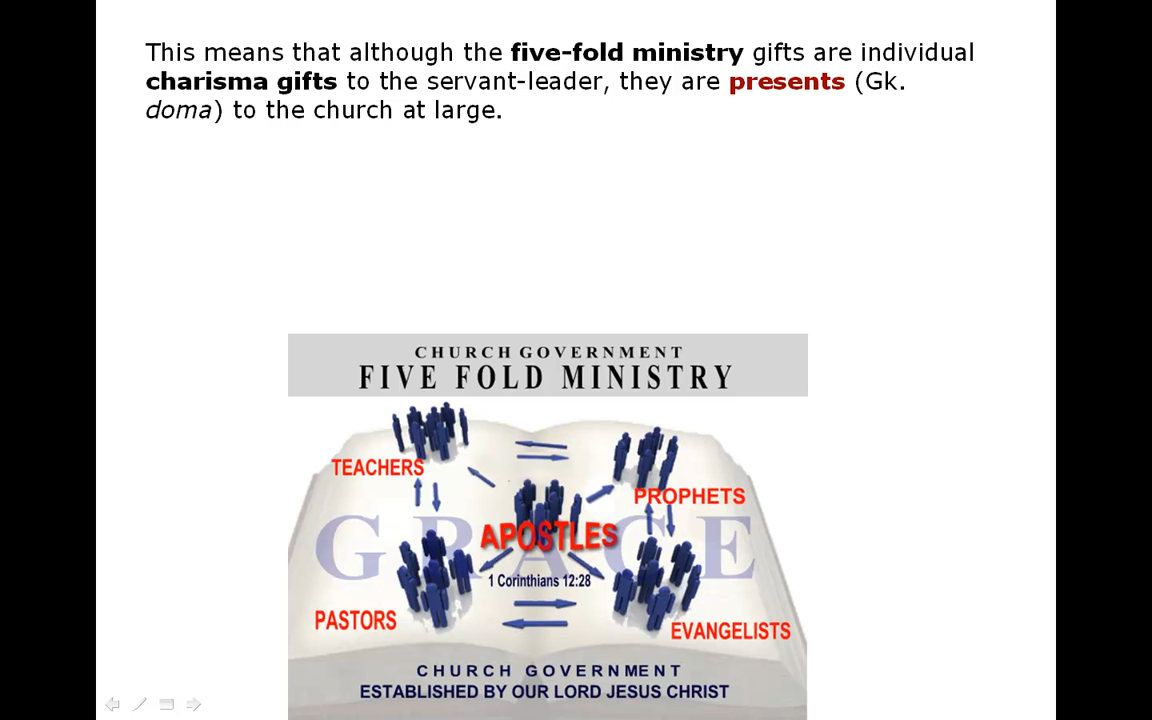 This means that although the five-fold ministry gifts are individual
charisma gifts to the servant-leader, they are presents (Gk.
doma) to the church at large.
CHURCH GOVERNMENT
FIVE FOLD MINISTRY
TEACHERS
PROPHETS
APOSTLES
GRACE
1 Corinthians 12:28
PASTORS
EVANGELISTS
CHURCH GOVERNMENT
ESTABLISHED BY OUR LORD JESUS CHRIST